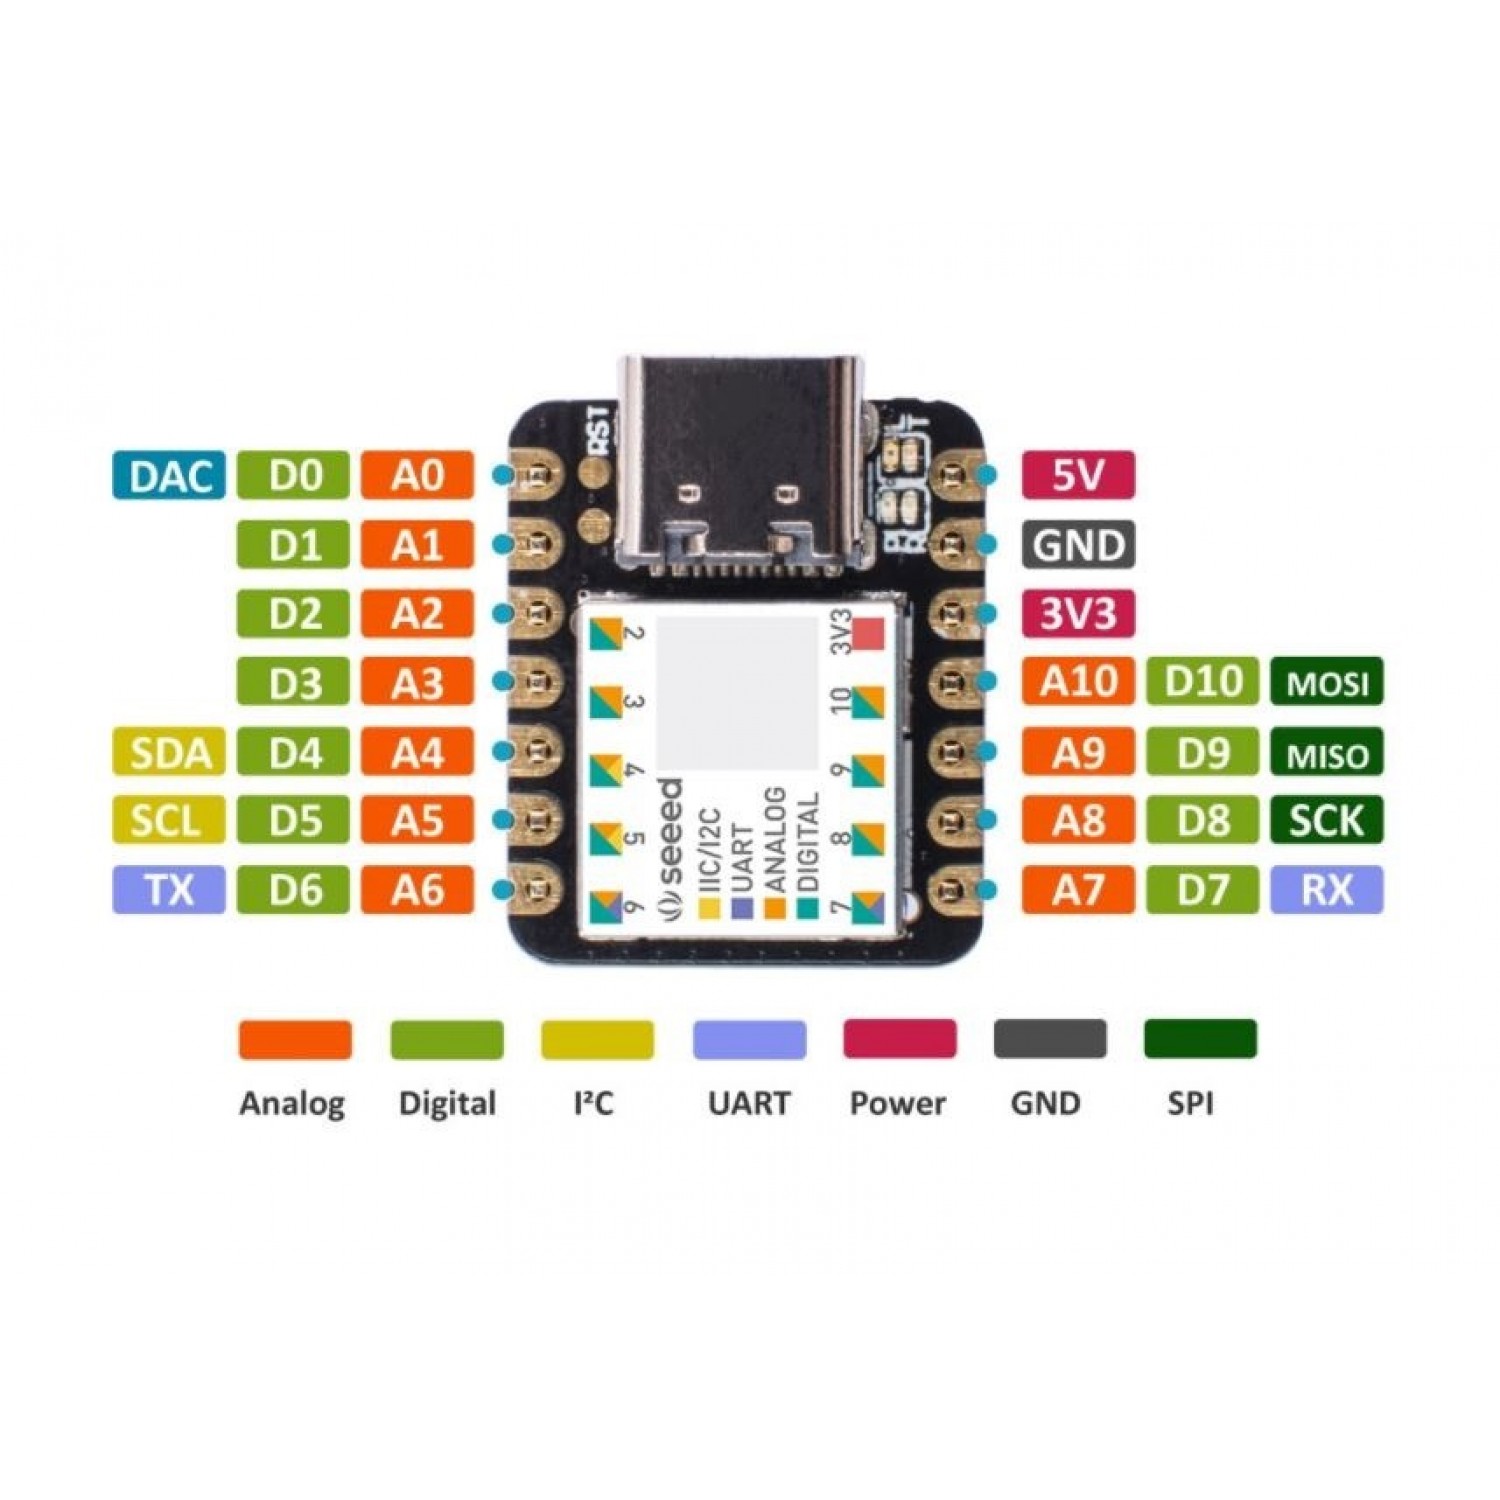 RST
L T
DAC D0 A0
5V
D1 A1
GND
D2 A2
3V3
D3 A3
A10 D10 MOSI
SDA D4 A4
A9 D9 MISO
SCL D5 A5
A8 D8 SCK
TX D6 A6
A7 D7 RX
2
3
4
5
6
3V3
10
9
8
7
seeed
IIC/I2C
UART
ANALOG
DIGITAL
Analog Digital I²C UART Power GND SPI